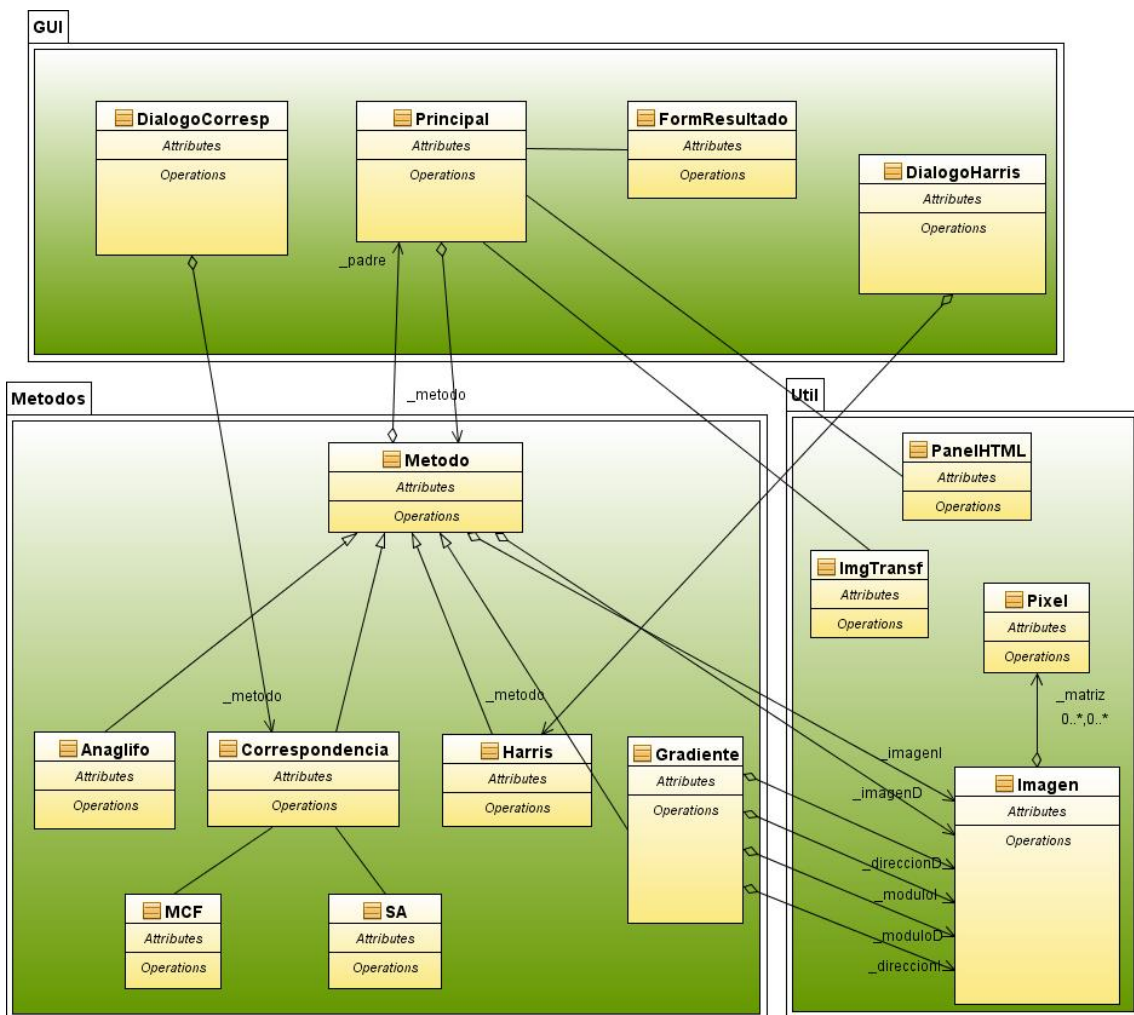 GUI
DialogoCorresp
Attributes
Operations
Principal
Attributes
Operations
FormResultado
Attributes
Operations
DialogoHarris
Attributes
Operations
_padre
_metodo
Metodos
Metodo
Attributes
Operations
_metodo
_metodo
Anaglifo
Attributes
Operations
Correspondencia
Attributes
Operations
Harris
Attributes
Operations
Gradiente
Attributes
Operations
MCF
Attributes
Operations
SA
Attributes
Operations
Util
PanelHTML
Attributes
Operations
ImgTransf
Attributes
Operations
Pixel
Attributes
Operations
_matriz
0..*,0..*
_imagenI
_imagenD
Imagen
Attributes
Operations
_direccionD
_moduloI
_moduloD
_direccionI